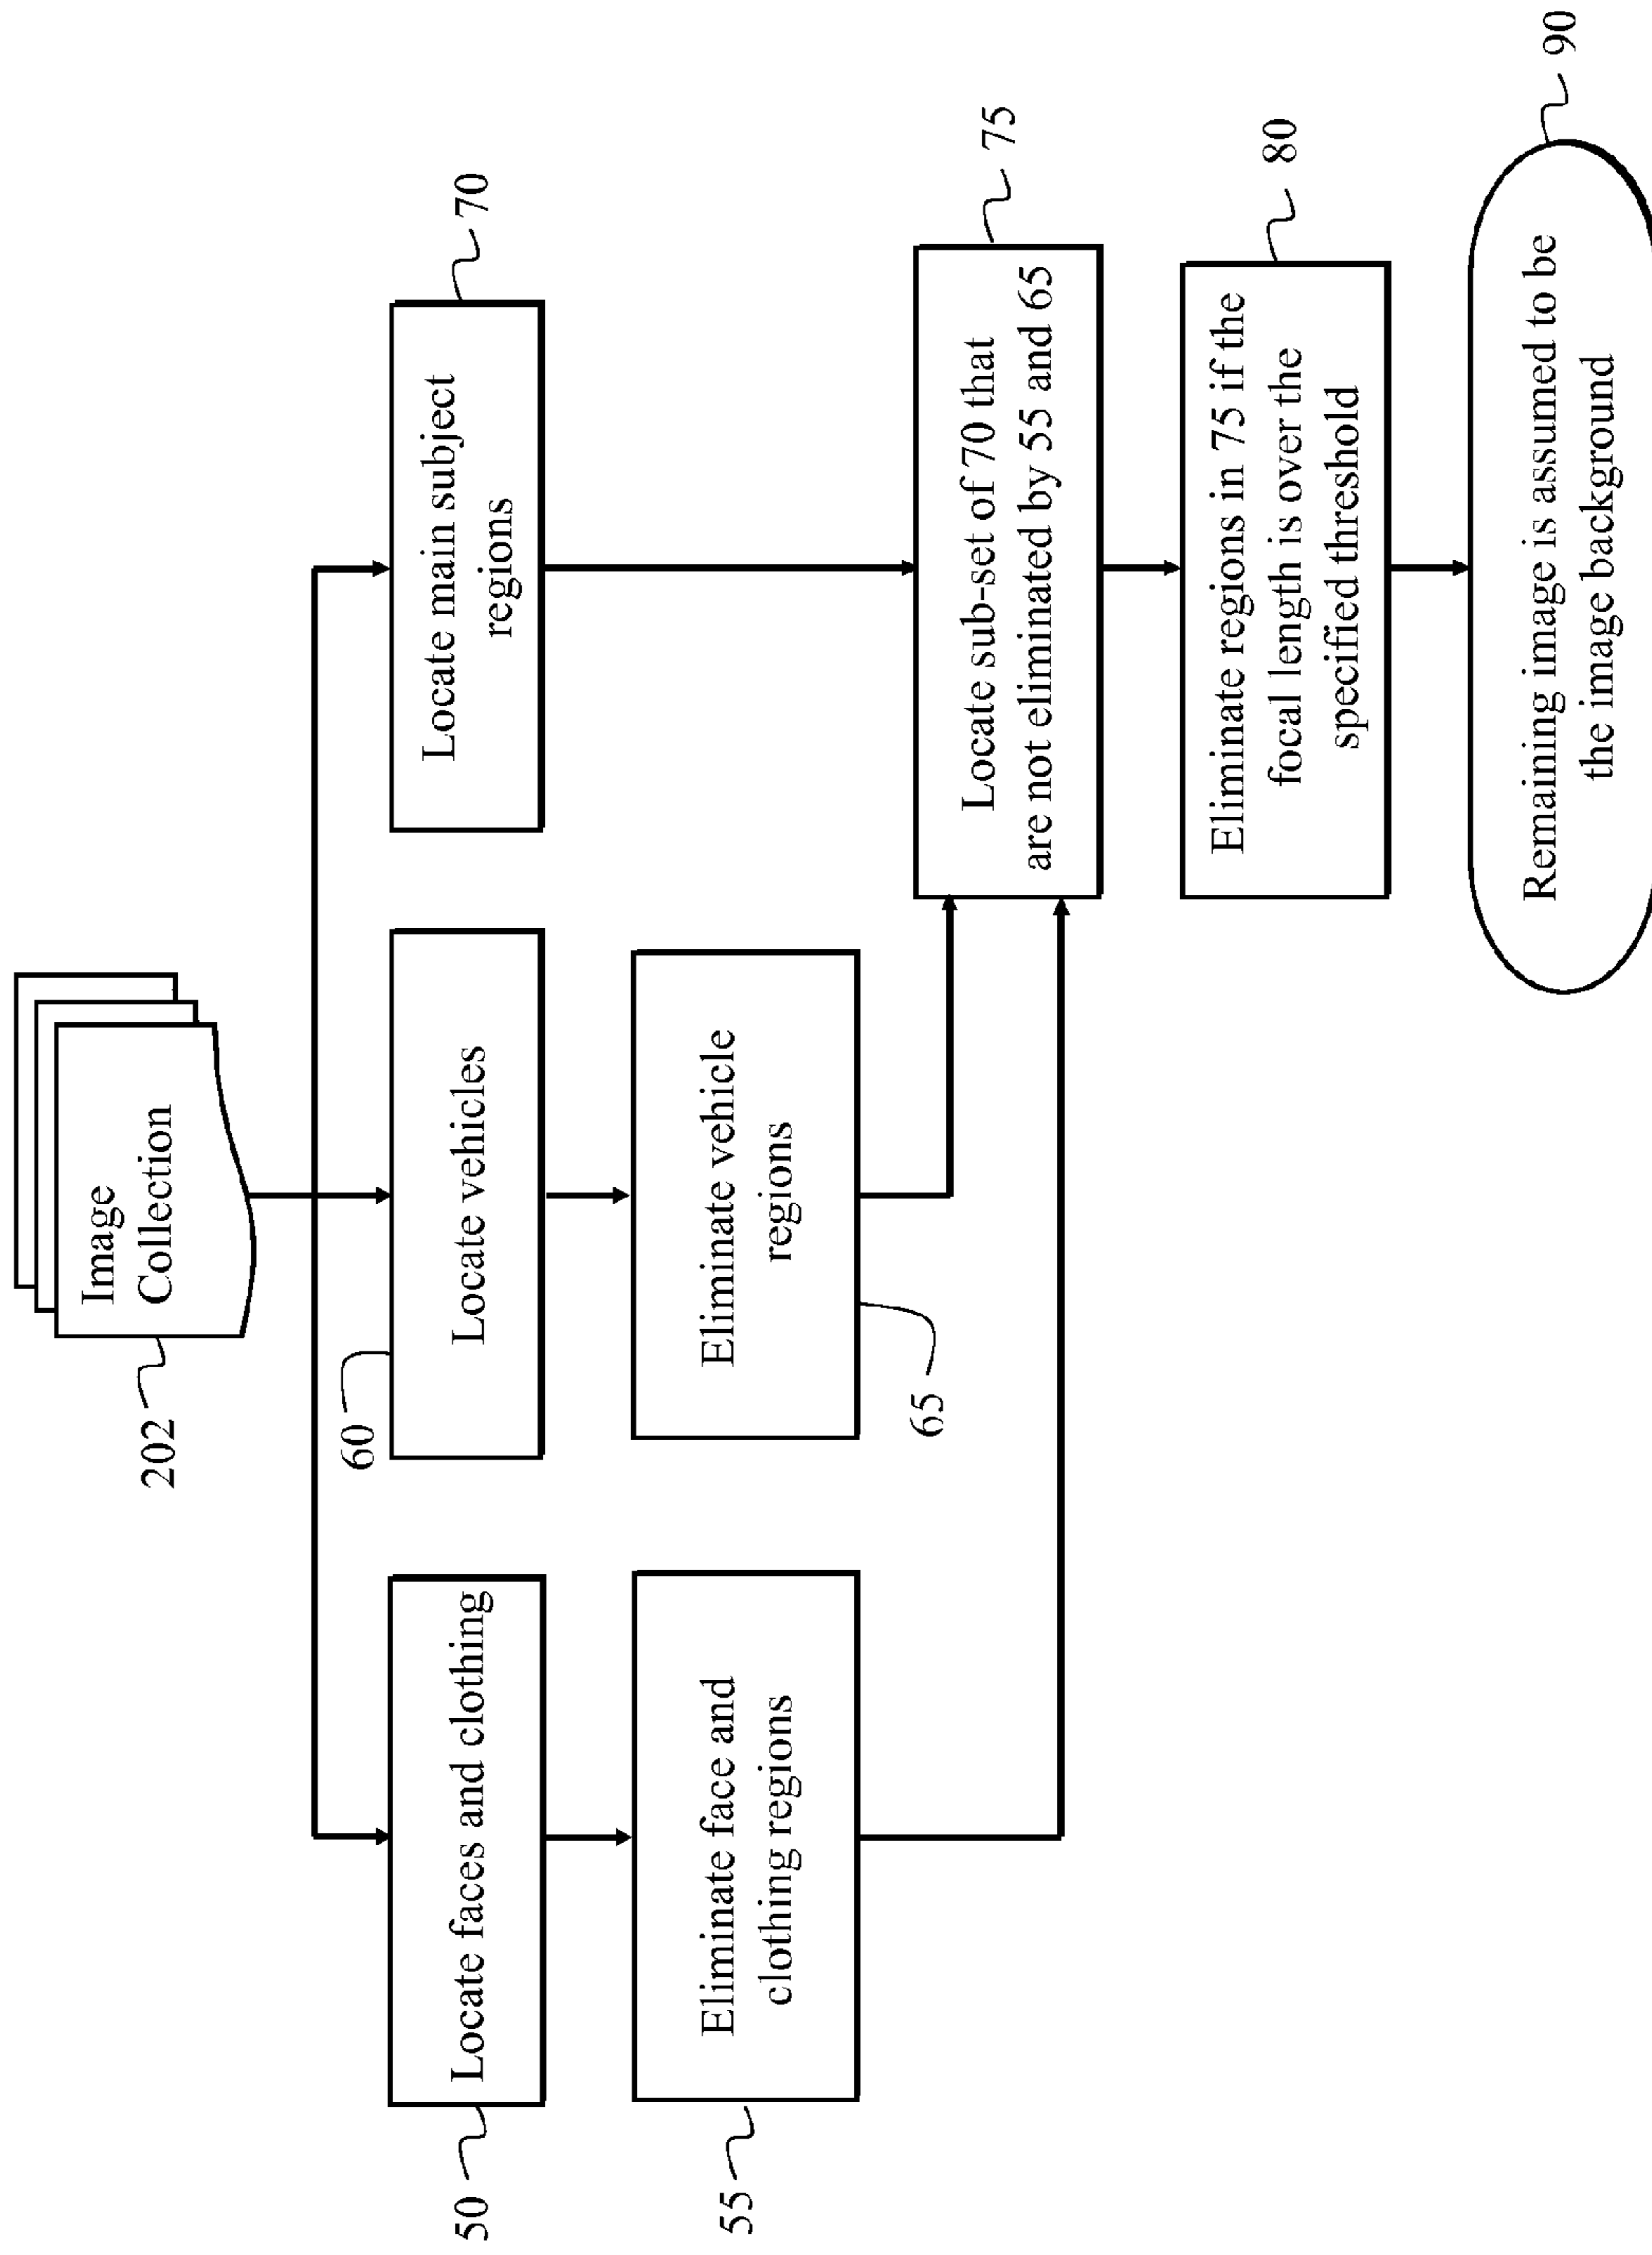 Image
Collection
202
50
Locate faces and clothing
60
Locate vehicles
Locate main subject
regions
70
55
Eliminate face and
clothing regions
Eliminate vehicle
regions
65
Locate sub-set of 70 that
are not eliminated by 55 and 65
75
Eliminate regions in 75 if the
focal length is over the
specified threshold
80
Remaining image is assumed to be
the image background
90